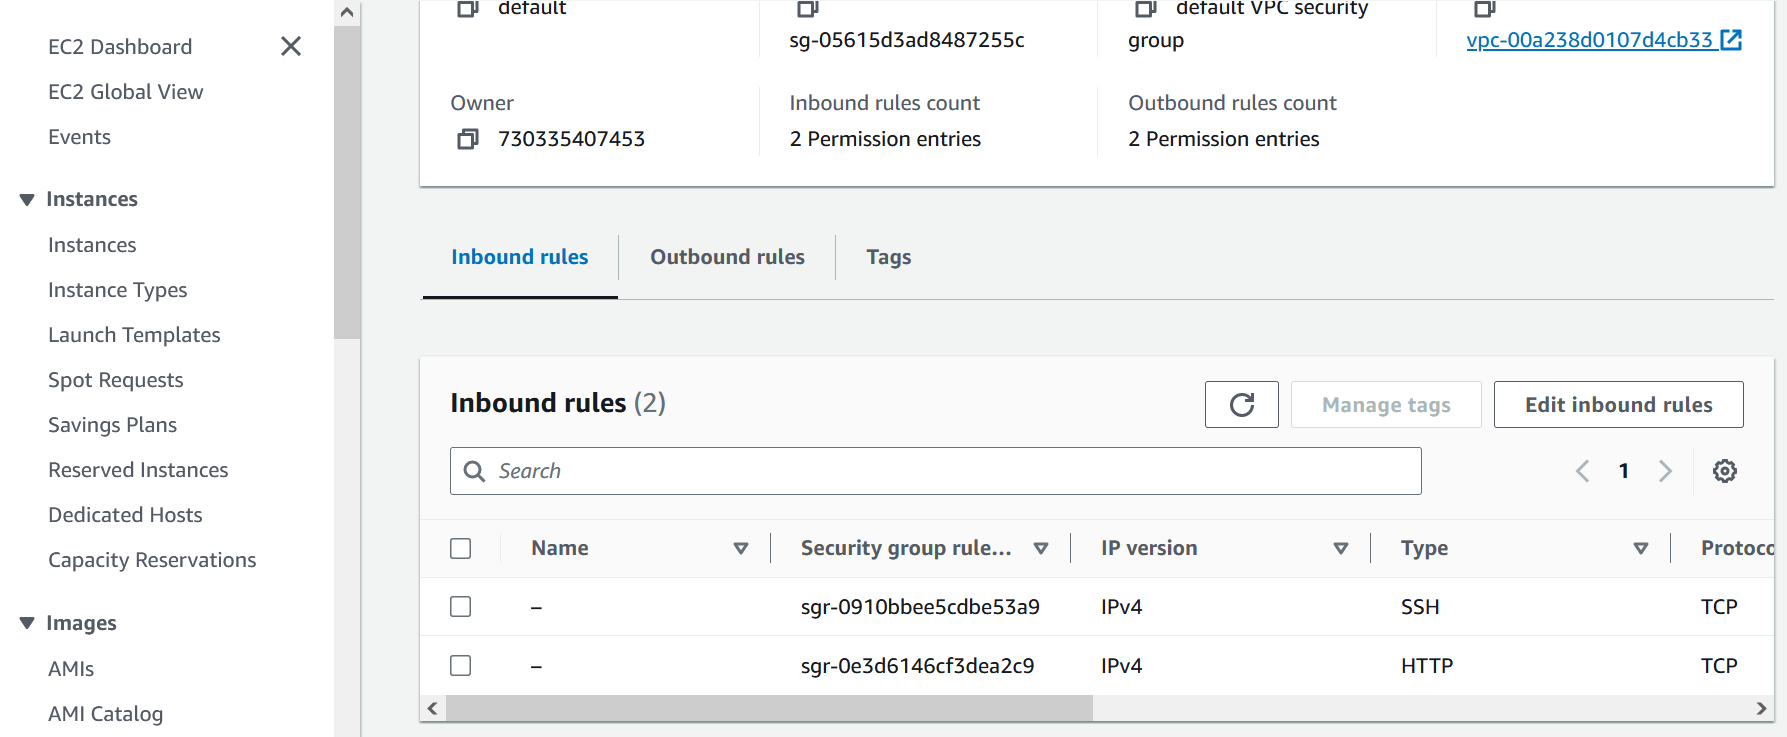 EC2 Dashboard
EC2 Global View
Events
Instances
Instances
Instance Types
Launch Templates
Spot Requests
Savings Plans
Reserved Instances
Dedicated Hosts
Capacity Reservations
Images
AMIs
AMI Catalog
default
sg-05615d3ad8487255c
default VPC security
group
vpc-00a238d0107d4cb33
Owner
730335407453
Inbound rules count
2 Permission entries
Outbound rules count
2 Permission entries
Inbound rules Outbound rules Tags
Inbound rules (2)
Manage tags
Edit inbound rules
Search
1
Name Security group rule... IP version Type Protoco
– sgr-0910bbee5cdbe53a9 IPv4 SSH TCP
– sgr-0e3d6146cf3dea2c9 IPv4 HTTP TCP